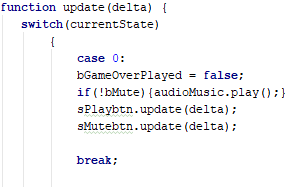 function update(delta) {
switch(currentState)
{
case 0:
bGameOverPlayed = false;
if(!bMute){audioMusic.play();}
sPlaybtn.update(delta);
sMutebtn.update(delta);
break;